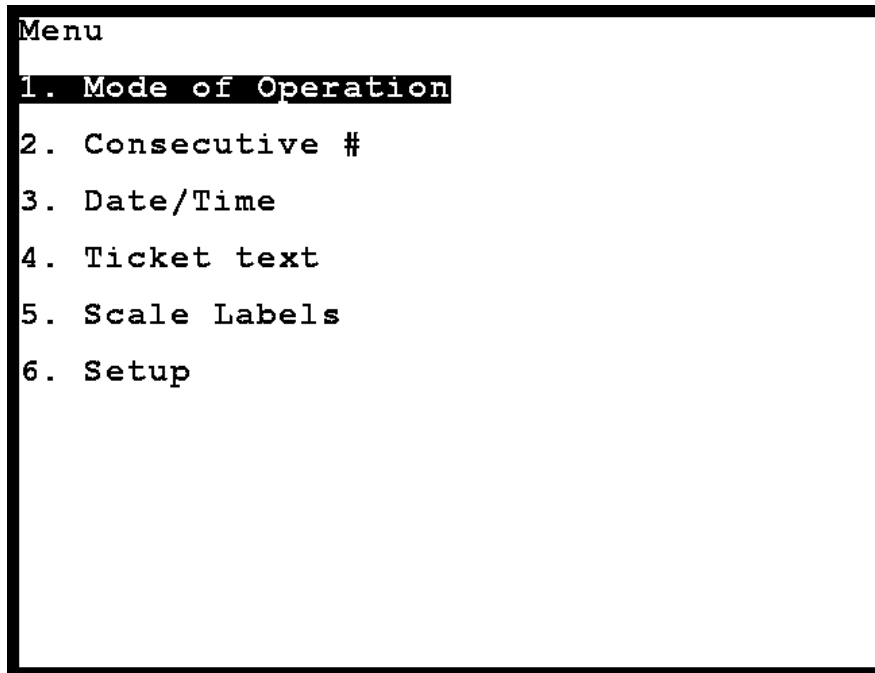 Menu
1. Mode of Operation
2. Consecutive #
3. Date/Time
4. Ticket text
5. Scale Labels
6. Setup